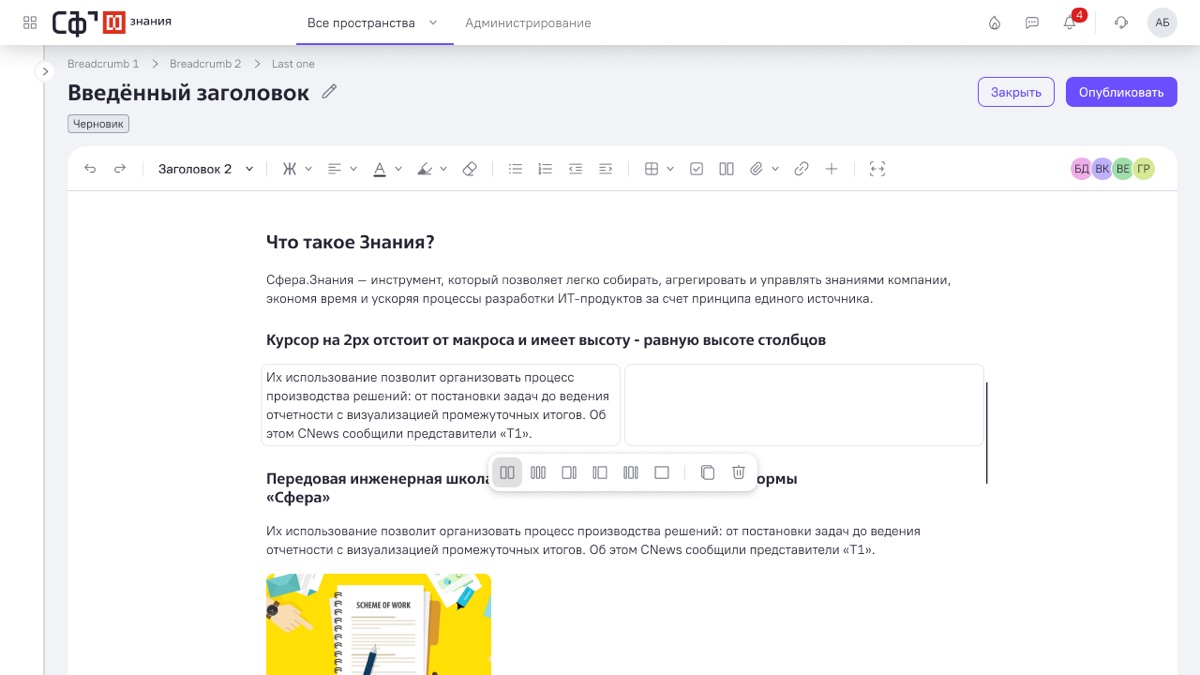 Сф знания
Все пространства
Администрирование
4
АБ
Breadcrumb 1
Breadcrumb 2
Last one
Введённый заголовок
Закрыть
Опубликовать
Черновик
Заголовок 2
Ж
А
БД
ВК
ВЕ
ГР
Что такое Знания?
Сфера.Знания — инструмент, который позволяет легко собирать, агрегировать и управлять знаниями компании,
экономя время и ускоряя процессы разработки ИТ-продуктов за счет принципа единого источника.
Курсор на 2px отстоит от макроса и имеет высоту - равную высоте столбцов
Их использование позволит организовать процесс
производства решений: от постановки задач до ведения
отчетности с визуализацией промежуточных итогов. Об
этом CNews сообщили представители «Т1».
Передовая инженерная школа
ормы
«Сфера»
Их использование позволит организовать процесс производства решений: от постановки задач до ведения
отчетности с визуализацией промежуточных итогов. Об этом CNews сообщили представители «Т1».
SCHEME OF WORK